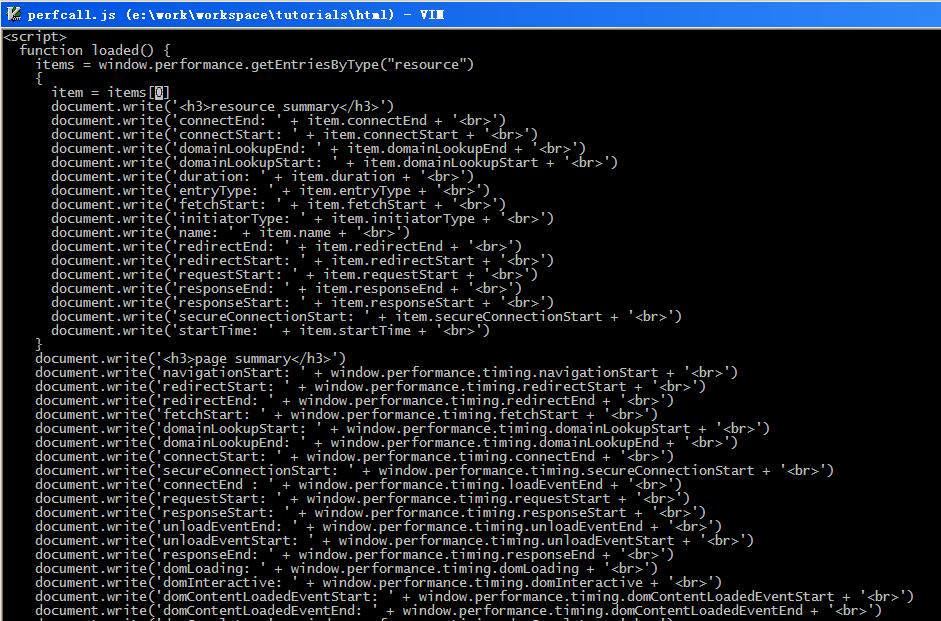 perfcall.js (e:\work\workspace\tutorials\html) - VIM
<script>
  function loaded() {
    items = window.performance.getEntriesByType("resource")
    {
      item = items[0]
      document.write('<h3>resource summary</h3>')
      document.write('connectEnd: ' + item.connectEnd + '<br>')
      document.write('connectStart: ' + item.connectStart + '<br>')
      document.write('domainLookupEnd: ' + item.domainLookupEnd + '<br>')
      document.write('domainLookupStart: ' + item.domainLookupStart + '<br>')
      document.write('duration: ' + item.duration + '<br>')
      document.write('entryType: ' + item.entryType + '<br>')
      document.write('fetchStart: ' + item.fetchStart + '<br>')
      document.write('initiatorType: ' + item.initiatorType + '<br>')
      document.write('name: ' + item.name + '<br>')
      document.write('redirectEnd: ' + item.redirectEnd + '<br>')
      document.write('redirectStart: ' + item.redirectStart + '<br>')
      document.write('requestStart: ' + item.requestStart + '<br>')
      document.write('responseEnd: ' + item.responseEnd + '<br>')
      document.write('responseStart: ' + item.responseStart + '<br>')
      document.write('secureConnectionStart: ' + item.secureConnectionStart + '<br>')
      document.write('startTime: ' + item.startTime + '<br>')
    }
    document.write('<h3>page summary</h3>')
    document.write('navigationStart: ' + window.performance.timing.navigationStart + '<br>')
    document.write('redirectStart: ' + window.performance.timing.redirectStart + '<br>')
    document.write('redirectEnd: ' + window.performance.timing.redirectEnd + '<br>')
    document.write('fetchStart: ' + window.performance.timing.fetchStart + '<br>')
    document.write('domainLookupStart: ' + window.performance.timing.domainLookupStart + '<br>')
    document.write('domainLookupEnd: ' + window.performance.timing.domainLookupEnd + '<br>')
    document.write('connectStart: ' + window.performance.timing.connectEnd + '<br>')
    document.write('secureConnectionStart: ' + window.performance.timing.secureConnectionStart + '<br>')
    document.write('connectEnd : ' + window.performance.timing.loadEventEnd + '<br>')
    document.write('requestStart: ' + window.performance.timing.requestStart + '<br>')
    document.write('responseStart: ' + window.performance.timing.responseStart + '<br>')
    document.write('unloadEventEnd: ' + window.performance.timing.unloadEventEnd + '<br>')
    document.write('unloadEventStart: ' + window.performance.timing.unloadEventStart + '<br>')
    document.write('responseEnd: ' + window.performance.timing.responseEnd + '<br>')
    document.write('domLoading: ' + window.performance.timing.domLoading + '<br>')
    document.write('domInteractive: ' + window.performance.timing.domInteractive + '<br>')
    document.write('domContentLoadedEventStart: ' + window.performance.timing.domContentLoadedEventStart + '<br>')
    document.write('domContentLoadedEventEnd: ' + window.performance.timing.domContentLoadedEventEnd + '<br>')